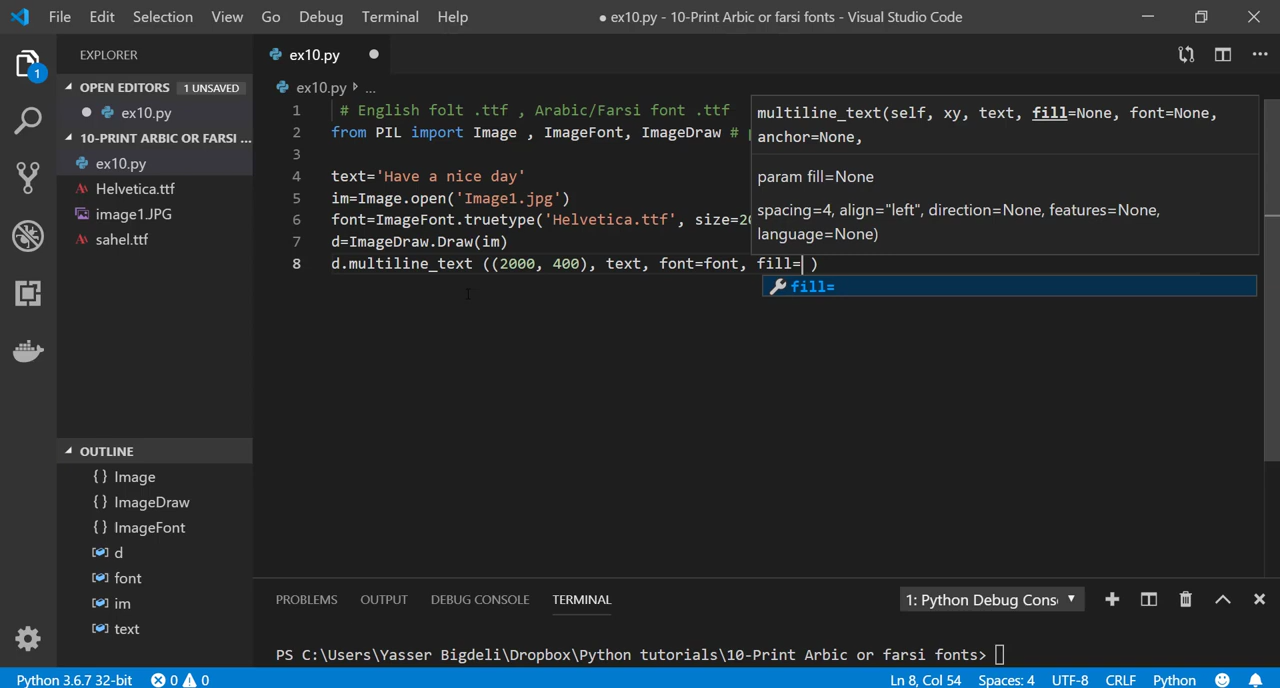 File Edit Selection View Go Debug Terminal Help
● ex10.py - 10-Print Arbic or farsi fonts - Visual Studio Code
EXPLORER
OPEN EDITORS 1 UNSAVED
ex10.py
10-PRINT ARBIC OR FARSI ...
ex10.py
Helvetica.ttf
image1.JPG
sahel.ttf
OUTLINE
{} Image
{} ImageDraw
{} ImageFont
d
font
im
text
1
ex10.py
ex10.py ...
1 # English folt .ttf , Arabic/Farsi font .ttf
2 from PIL import Image , ImageFont, ImageDraw #
3
4 text='Have a nice day'
5 im=Image.open('Image1.jpg')
6 font=ImageFont.truetype('Helvetica.ttf', size=20
7 d=ImageDraw.Draw(im)
8 d.multiline_text ((2000, 400), text, font=font, fill= )
multiline_text(self, xy, text, fill=None, font=None,
anchor=None,
param fill=None
spacing=4, align="left", direction=None, features=None,
language=None)
fill=
PROBLEMS OUTPUT DEBUG CONSOLE TERMINAL 1: Python Debug Cons
PS C:\Users\Yasser Bigdeli\Dropbox\Python tutorials\10-Print Arbic or farsi fonts>
Python 3.6.7 32-bit 0 0 Ln 8, Col 54 Spaces: 4 UTF-8 CRLF Python